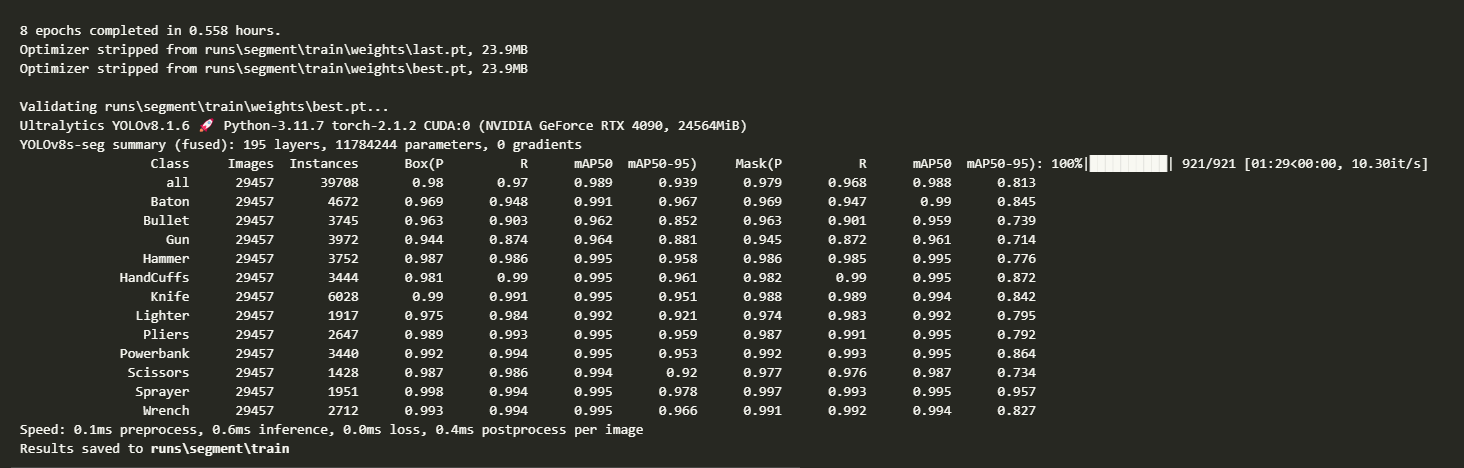 8 epochs completed in 0.558 hours.
Optimizer stripped from runs\segment\train\weights\last.pt, 23.9MB
Optimizer stripped from runs\segment\train\weights\best.pt, 23.9MB
Validating runs\segment\train\weights\best.pt...
Ultralytics YOLOv8.1.6 🚀 Python-3.11.7 torch-2.1.2 CUDA:0 (NVIDIA GeForce RTX 4090, 24564MiB)
YOLOv8s-seg summary (fused): 195 layers, 11784244 parameters, 0 gradients
Class Images Instances Box(P R mAP50 mAP50-95) Mask(P R mAP50 mAP50-95): 100%|██████████| 921/921 [01:29<00:00, 10.30it/s]
all 29457 39708 0.98 0.97 0.989 0.939 0.979 0.968 0.988 0.813
Baton 29457 4672 0.969 0.948 0.991 0.967 0.969 0.947 0.99 0.845
Bullet 29457 3745 0.963 0.903 0.962 0.852 0.963 0.901 0.959 0.739
Gun 29457 3972 0.944 0.874 0.964 0.881 0.945 0.872 0.961 0.714
Hammer 29457 3752 0.987 0.986 0.995 0.958 0.986 0.985 0.995 0.776
HandCuffs 29457 3444 0.981 0.99 0.995 0.961 0.982 0.99 0.995 0.872
Knife 29457 6028 0.99 0.991 0.995 0.951 0.988 0.989 0.994 0.842
Lighter 29457 1917 0.975 0.984 0.992 0.921 0.974 0.983 0.992 0.795
Pliers 29457 2647 0.989 0.993 0.995 0.959 0.987 0.991 0.995 0.792
Powerbank 29457 3440 0.992 0.994 0.995 0.953 0.992 0.993 0.995 0.864
Scissors 29457 1428 0.987 0.986 0.994 0.92 0.977 0.976 0.987 0.734
Sprayer 29457 1951 0.998 0.994 0.995 0.978 0.997 0.993 0.995 0.957
Wrench 29457 2712 0.993 0.994 0.995 0.966 0.991 0.992 0.994 0.827
Speed: 0.1ms preprocess, 0.6ms inference, 0.0ms loss, 0.4ms postprocess per image
Results saved to runs\segment\train